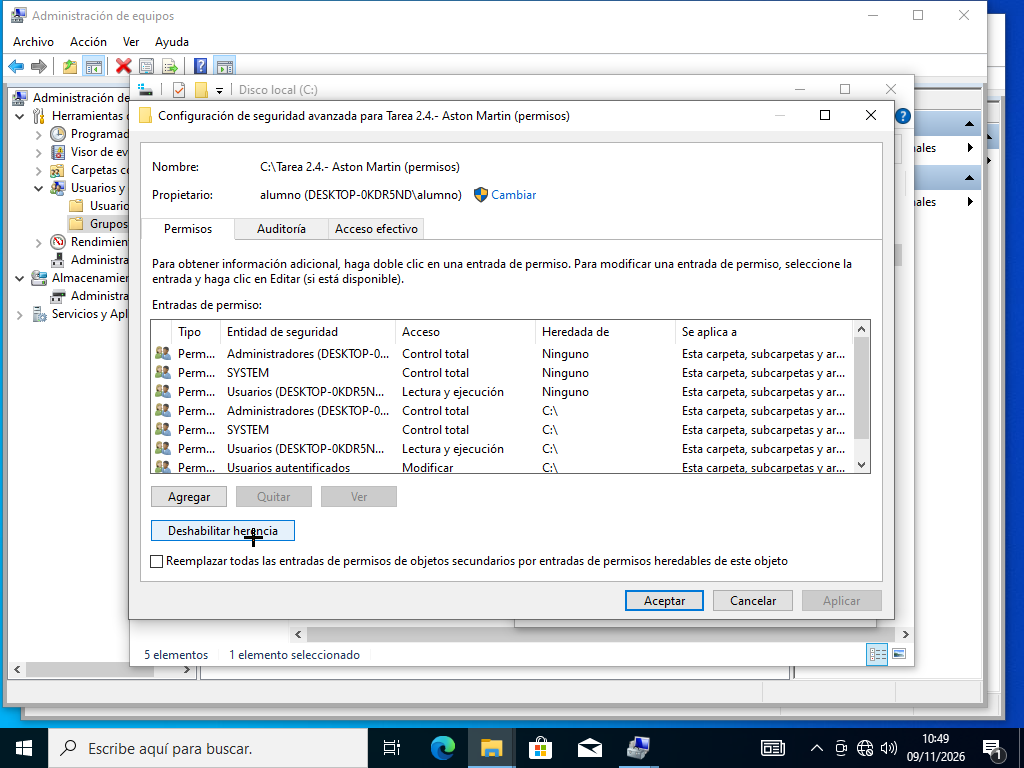 Administración de equipos
Archivo Acción Ver Ayuda
Disco local (C:)
Configuración de seguridad avanzada para Tarea 2.4.- Aston Martin (permisos)
Administración de
Herramientas
Programad
Visor de ev
Carpetas co
Usuarios y
Usuario
Grupos
Rendimien
Administra
Almacenamien
Administra
Servicios y Apl
Nombre: C:\Tarea 2.4.- Aston Martin (permisos)
Propietario: alumno (DESKTOP-0KDR5ND\alumno) Cambiar
Permisos Auditoría Acceso efectivo
Para obtener información adicional, haga doble clic en una entrada de permiso. Para modificar una entrada de permiso, seleccione la
entrada y haga clic en Editar (si está disponible).
Entradas de permiso:
Tipo Entidad de seguridad Acceso Heredada de Se aplica a
Perm... Administradores (DESKTOP-0... Control total Ninguno Esta carpeta, subcarpetas y ar...
Perm... SYSTEM Control total Ninguno Esta carpeta, subcarpetas y ar...
Perm... Usuarios (DESKTOP-0KDR5N... Lectura y ejecución Ninguno Esta carpeta, subcarpetas y ar...
Perm... Administradores (DESKTOP-0... Control total C:\ Esta carpeta, subcarpetas y ar...
Perm... SYSTEM Control total C:\ Esta carpeta, subcarpetas y ar...
Perm... Usuarios (DESKTOP-0KDR5N... Lectura y ejecución C:\ Esta carpeta, subcarpetas y ar...
Perm... Usuarios autentificados Modificar C:\ Esta carpeta, subcarpetas y ar...
Agregar Quitar Ver
Deshabilitar herencia
Reemplazar todas las entradas de permisos de objetos secundarios por entradas de permisos heredables de este objeto
Aceptar Cancelar Aplicar
nales
nales
5 elementos 1 elemento seleccionado
Escribe aquí para buscar.
10:49
09/11/2026
1